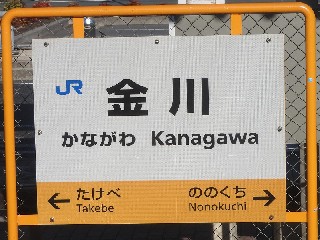 JR
金川
かながわ Kanagawa
← たけべ ののくち →
Takebe Nonokuchi